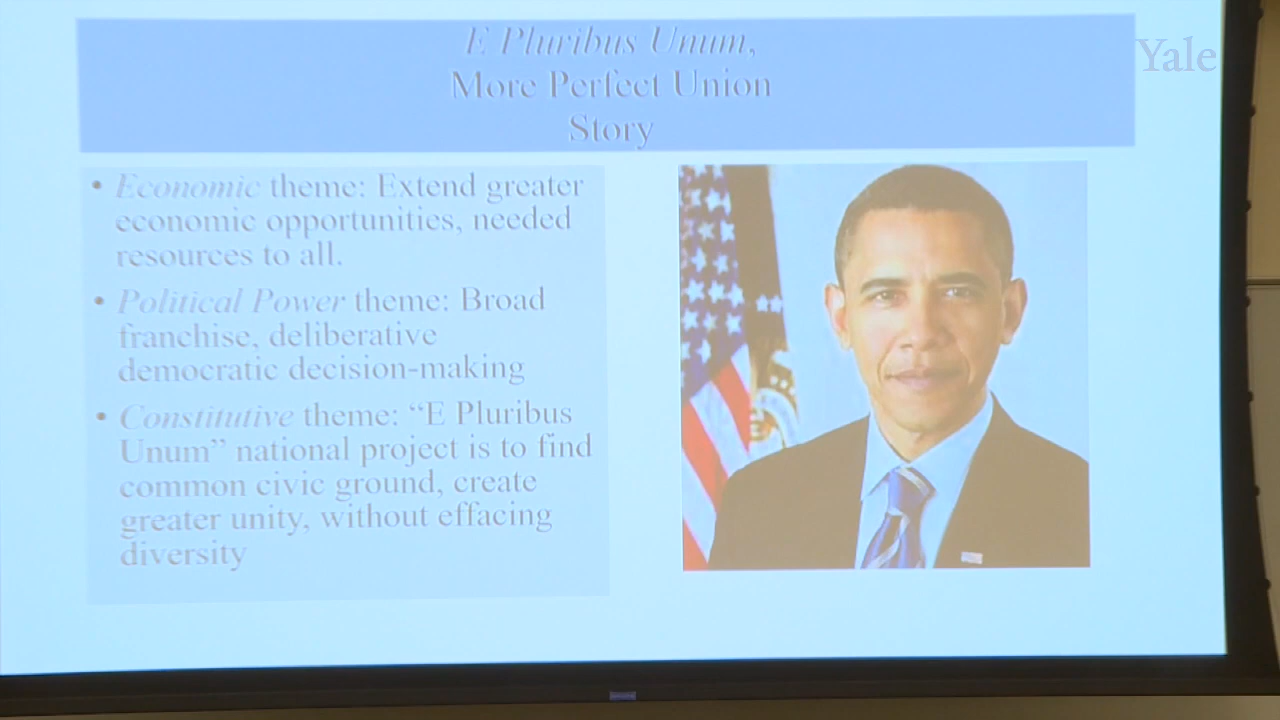 E Pluribus Unum,
More Perfect Union
Story
Yale
• Economic theme: Extend greater
economic opportunities, needed
resources to all.
• Political Power theme: Broad
franchise, deliberative
democratic decision-making
• Constitutive theme: “E Pluribus
Unum” national project is to find
common civic ground, create
greater unity, without effacing
diversity